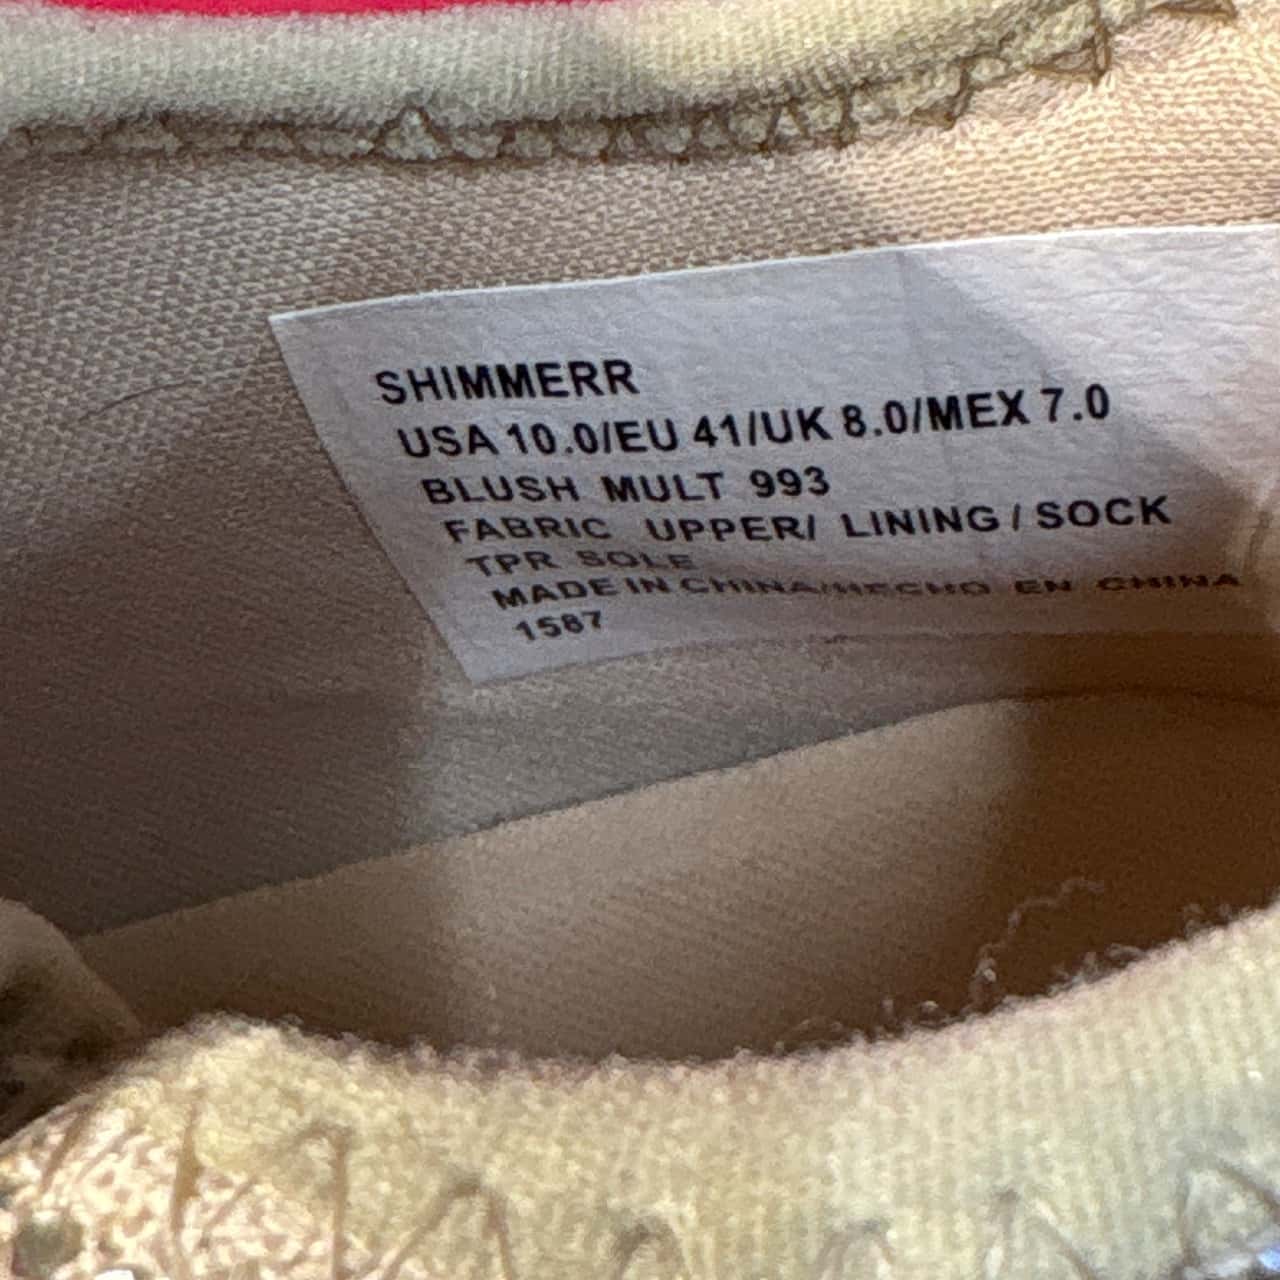 SHIMMERR
USA 10.0/EU 41/UK 8.0/MEX 7.0
BLUSH MULT 993
FABRIC UPPER/ LINING / SOCK
TPR SOLE
MADE IN CHINA/HECHO EN CHINA
1587